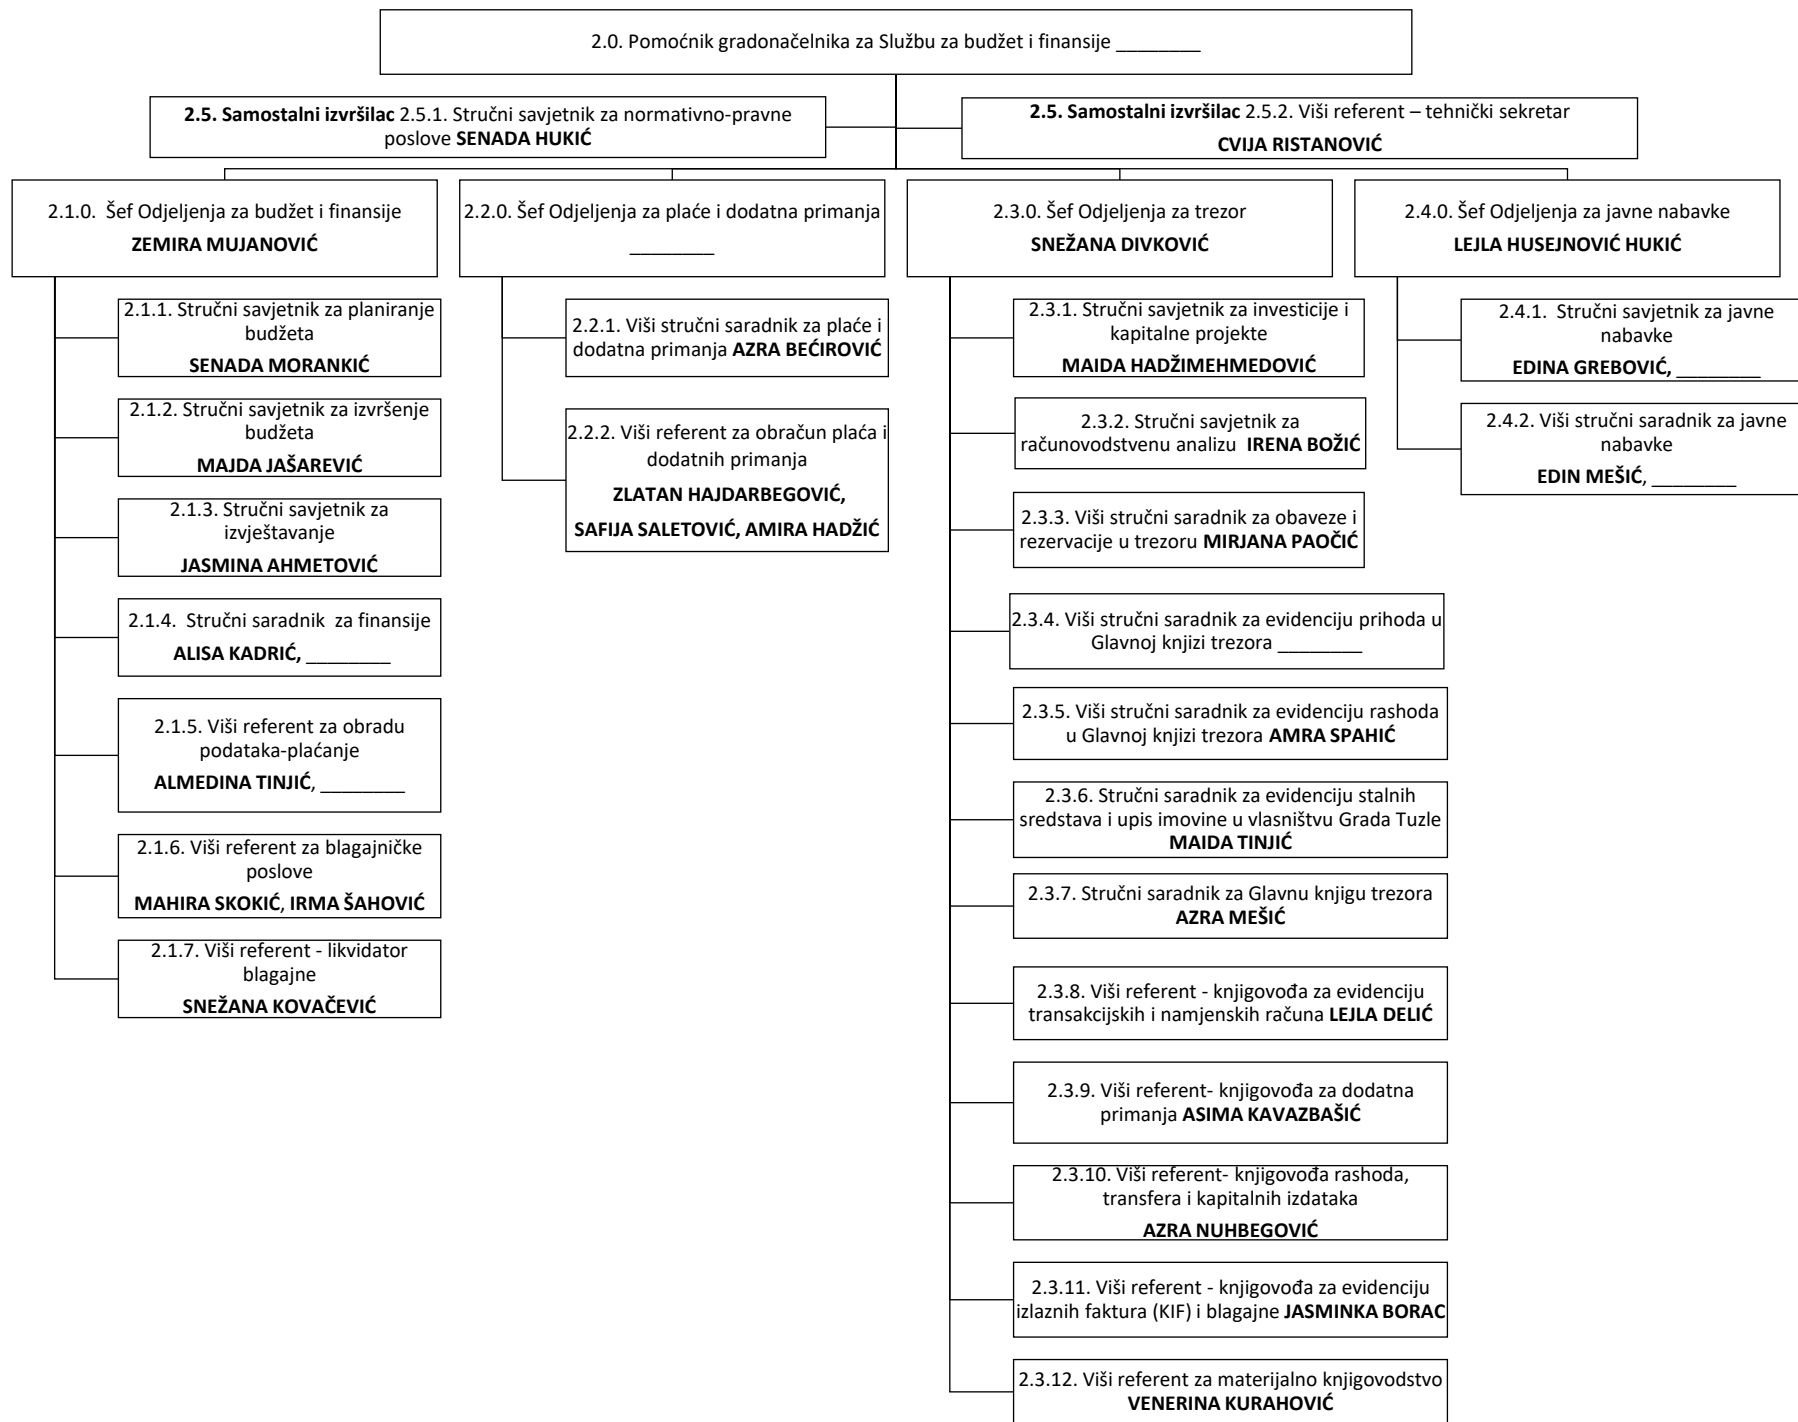 2.0. Pomoćnik gradonačelnika za Službu za budžet i finansije ________
2.5. Samostalni izvršilac 2.5.1. Stručni savjetnik za normativno-pravne
poslove SENADA HUKIĆ
2.5. Samostalni izvršilac 2.5.2. Viši referent – tehnički sekretar
CVIJA RISTANOVIĆ
2.1.0. Šef Odjeljenja za budžet i finansije
ZEMIRA MUJANOVIĆ
2.1.1. Stručni savjetnik za planiranje
budžeta
SENADA MORANKIĆ
2.1.2. Stručni savjetnik za izvršenje
budžeta
MAJDA JAŠAREVIĆ
2.1.3. Stručni savjetnik za
izvještavanje
JASMINA AHMETOVIĆ
2.1.4. Stručni saradnik za finansije
ALISA KADRIĆ, ________
2.1.5. Viši referent za obradu
podataka-plaćanje
ALMEDINA TINJIĆ, ________
2.1.6. Viši referent za blagajničke
poslove
MAHIRA SKOKIĆ, IRMA ŠAHOVIĆ
2.1.7. Viši referent - likvidator
blagajne
SNEŽANA KOVAČEVIĆ
2.2.0. Šef Odjeljenja za plaće i dodatna primanja
________
2.2.1. Viši stručni saradnik za plaće i
dodatna primanja AZRA BEĆIROVIĆ
2.2.2. Viši referent za obračun plaća i
dodatnih primanja
ZLATAN HAJDARBEGOVIĆ,
SAFIJA SALETOVIĆ, AMIRA HADŽIĆ
2.3.0. Šef Odjeljenja za trezor
SNEŽANA DIVKOVIĆ
2.3.1. Stručni savjetnik za investicije i
kapitalne projekte
MAIDA HADŽIMEHMEDOVIĆ
2.3.2. Stručni savjetnik za
računovodstvenu analizu IRENA BOŽIĆ
2.3.3. Viši stručni saradnik za obaveze i
rezervacije u trezoru MIRJANA PAOČIĆ
2.3.4. Viši stručni saradnik za evidenciju prihoda u
Glavnoj knjizi trezora ________
2.3.5. Viši stručni saradnik za evidenciju rashoda
u Glavnoj knjizi trezora AMRA SPAHIĆ
2.3.6. Stručni saradnik za evidenciju stalnih
sredstava i upis imovine u vlasništvu Grada Tuzle
MAIDA TINJIĆ
2.3.7. Stručni saradnik za Glavnu knjigu trezora
AZRA MEŠIĆ
2.3.8. Viši referent - knjigovođa za evidenciju
transakcijskih i namjenskih računa LEJLA DELIĆ
2.3.9. Viši referent- knjigovođa za dodatna
primanja ASIMA KAVAZBAŠIĆ
2.3.10. Viši referent- knjigovođa rashoda,
transfera i kapitalnih izdataka
AZRA NUHBEGOVIĆ
2.3.11. Viši referent - knjigovođa za evidenciju
izlaznih faktura (KIF) i blagajne JASMINKA BORAC
2.3.12. Viši referent za materijalno knjigovodstvo
VENERINA KURAHOVIĆ
2.4.0. Šef Odjeljenja za javne nabavke
LEJLA HUSEJNOVIĆ HUKIĆ
2.4.1. Stručni savjetnik za javne
nabavke
EDINA GREBOVIĆ, ________
2.4.2. Viši stručni saradnik za javne
nabavke
EDIN MEŠIĆ, ________